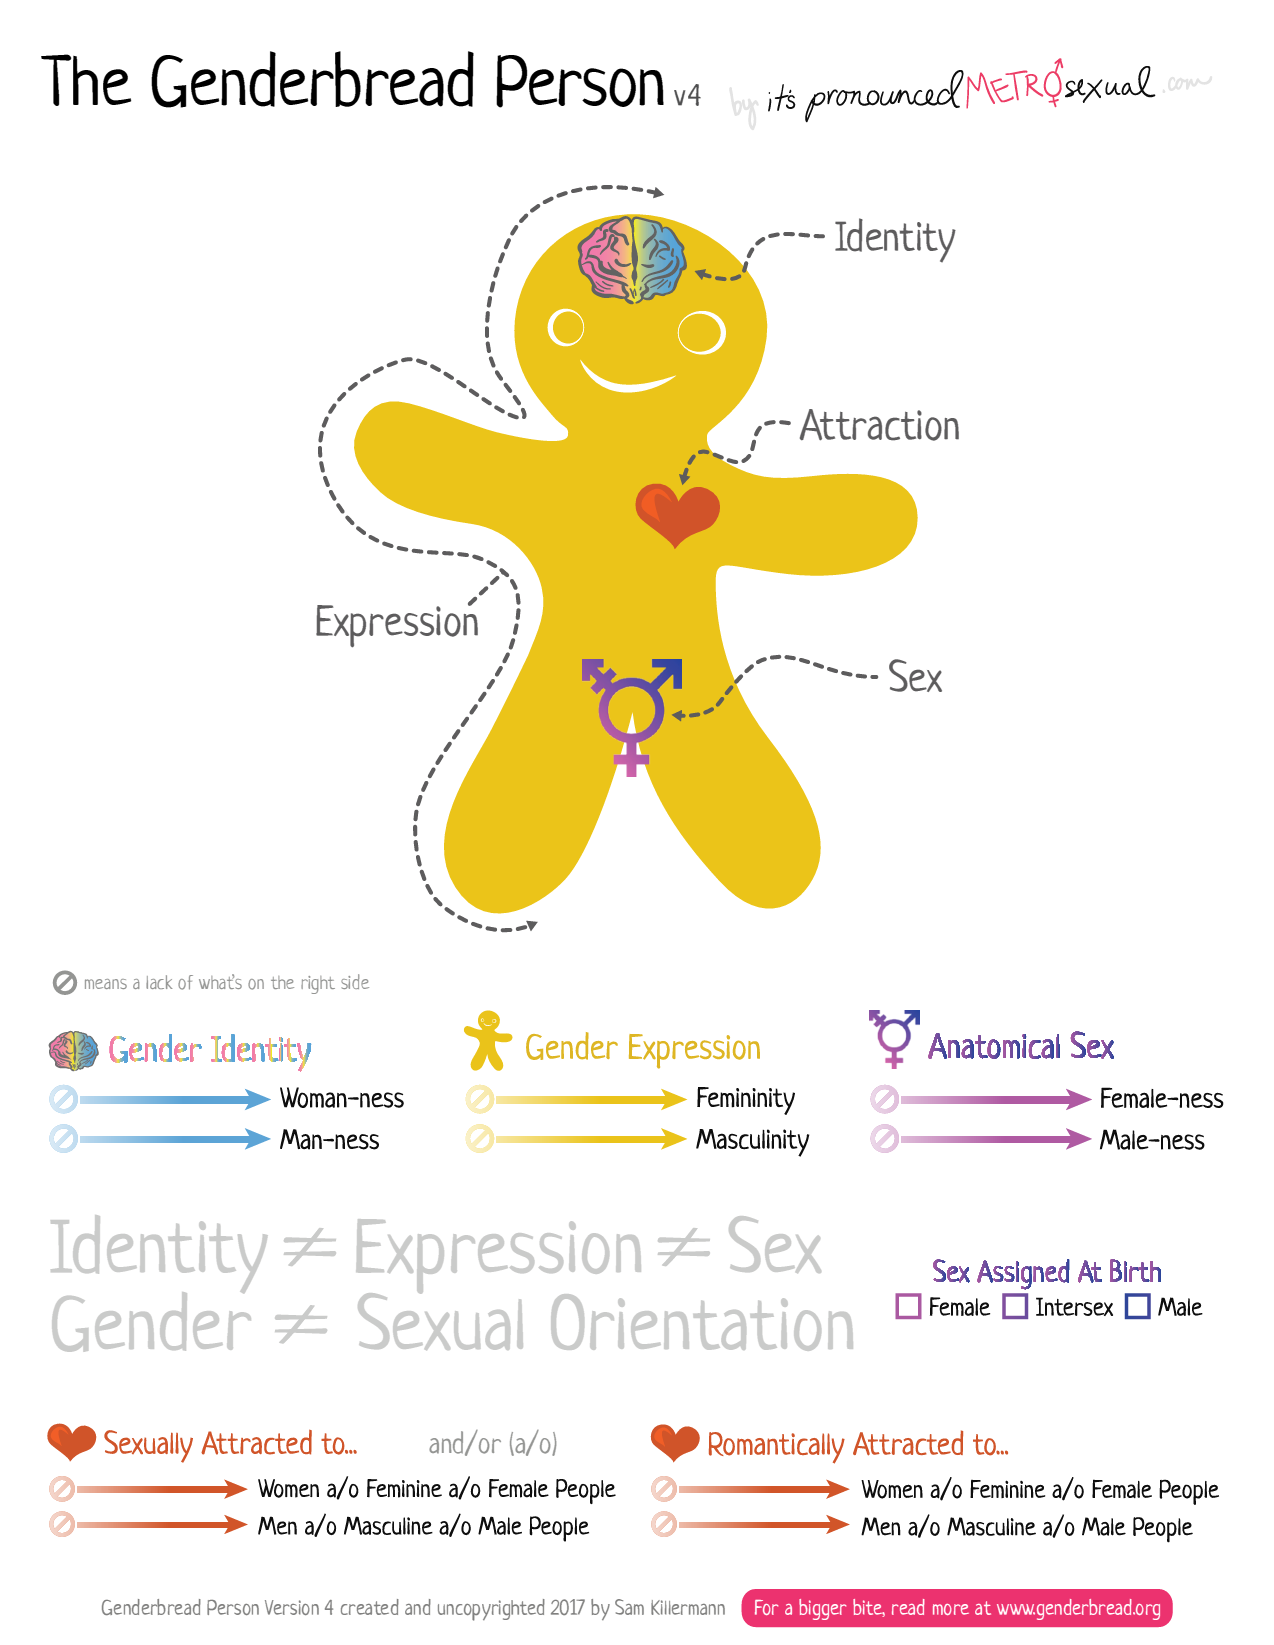 The Genderbread Person v4 by it's pronounced METROsexual.com
Identity
Attraction
Expression
Sex
means a lack of what's on the right side
Gender Identity
Woman-ness
Man-ness
Gender Expression
Femininity
Masculinity
Anatomical Sex
Female-ness
Male-ness
Identity ≠ Expression ≠ Sex
Gender ≠ Sexual Orientation
Sex Assigned At Birth
Female Intersex Male
Sexually Attracted to... and/or (a/o)
Women a/o Feminine a/o Female People
Men a/o Masculine a/o Male People
Romantically Attracted to...
Women a/o Feminine a/o Female People
Men a/o Masculine a/o Male People
Genderbread Person Version 4 created and uncopyrighted 2017 by Sam Killermann
For a bigger bite, read more at www.genderbread.org